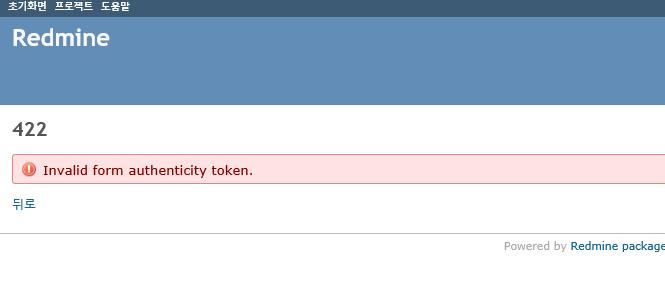 초기화면 프로젝트 도움말
Redmine
422
Invalid form authenticity token.
뒤로
Powered by Redmine package